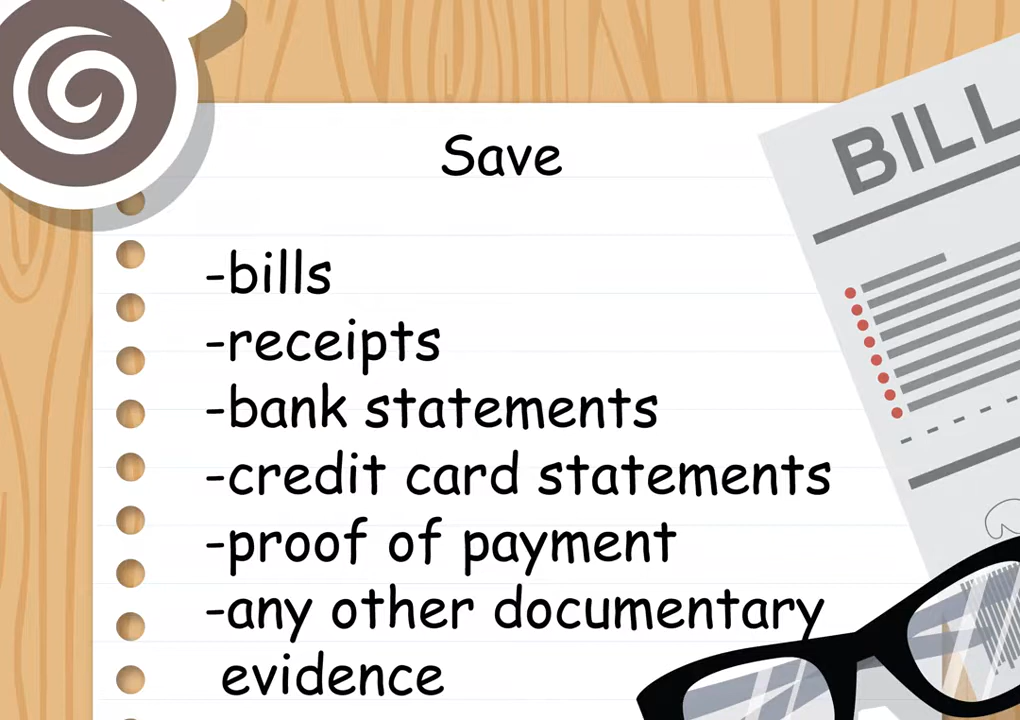 Save
BILL
-bills
-receipts
-bank statements
-credit card statements
-proof of payment
-any other documentary
evidence